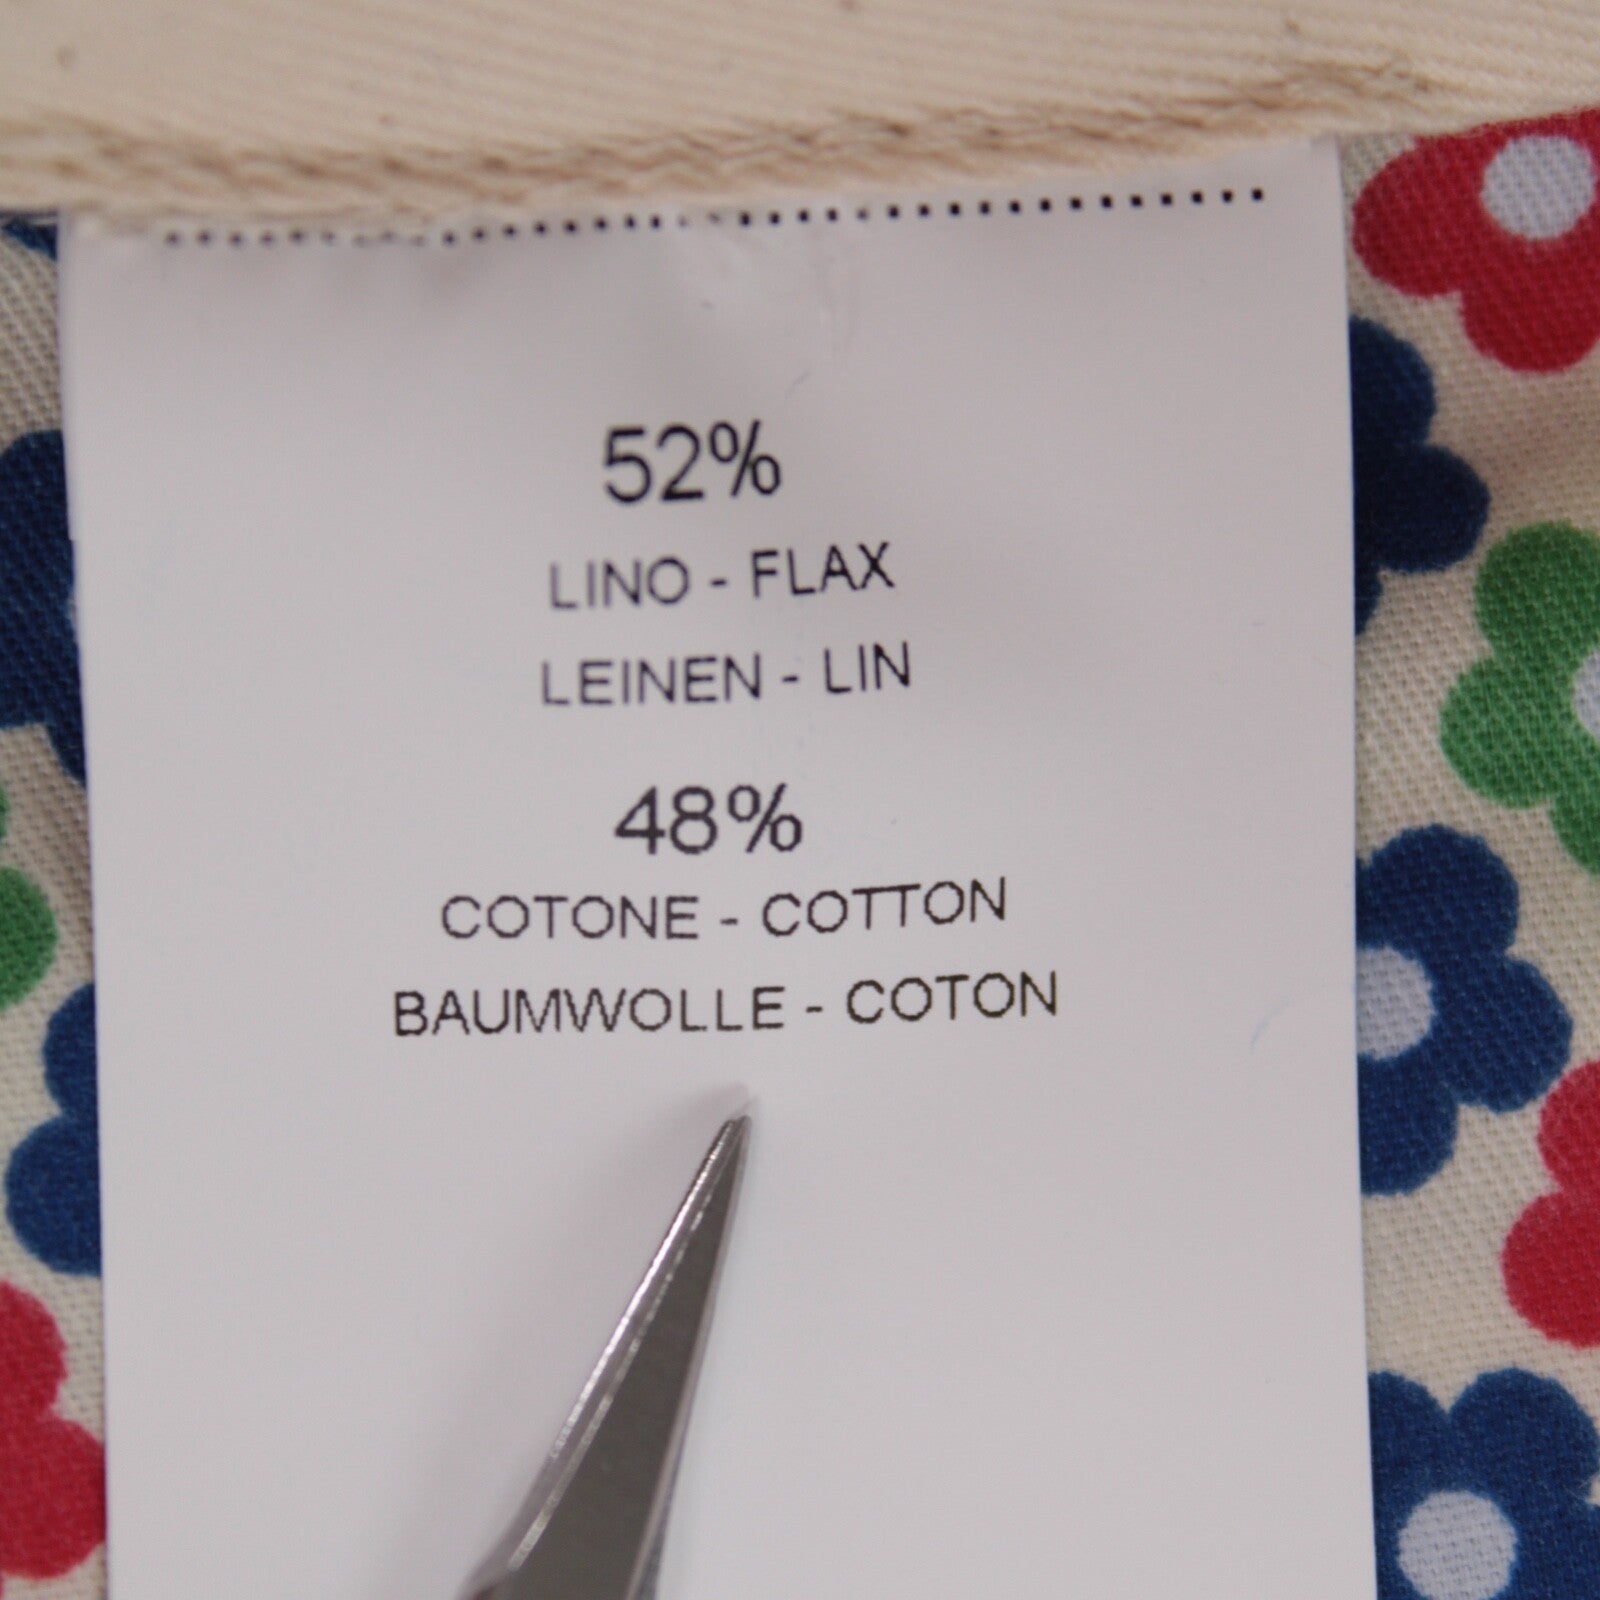 52%
LINO - FLAX
LEINEN - LIN
48%
COTONE - COTTON
BAUMWOLLE - COTON